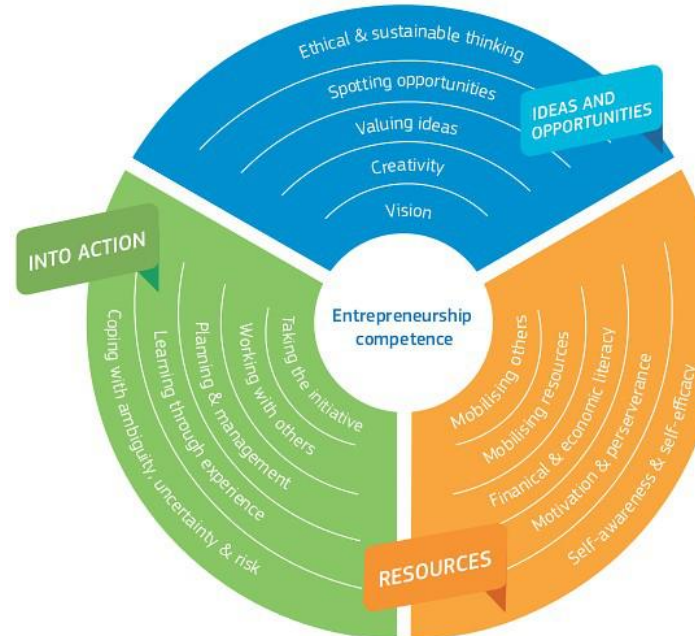 Ethical & sustainable thinking
Spotting opportunities
Valuing ideas
Creativity
Vision
IDEAS AND
OPPORTUNITIES
INTO ACTION
Entrepreneurship
competence
Taking the initiative
Working with others
Planning & management
Learning through experience
Coping with ambiguity, uncertainty & risk
Mobilising others
Mobilising resources
Finanical & economic literacy
Motivation & perserverance
Self-awareness & self-efficacy
RESOURCES